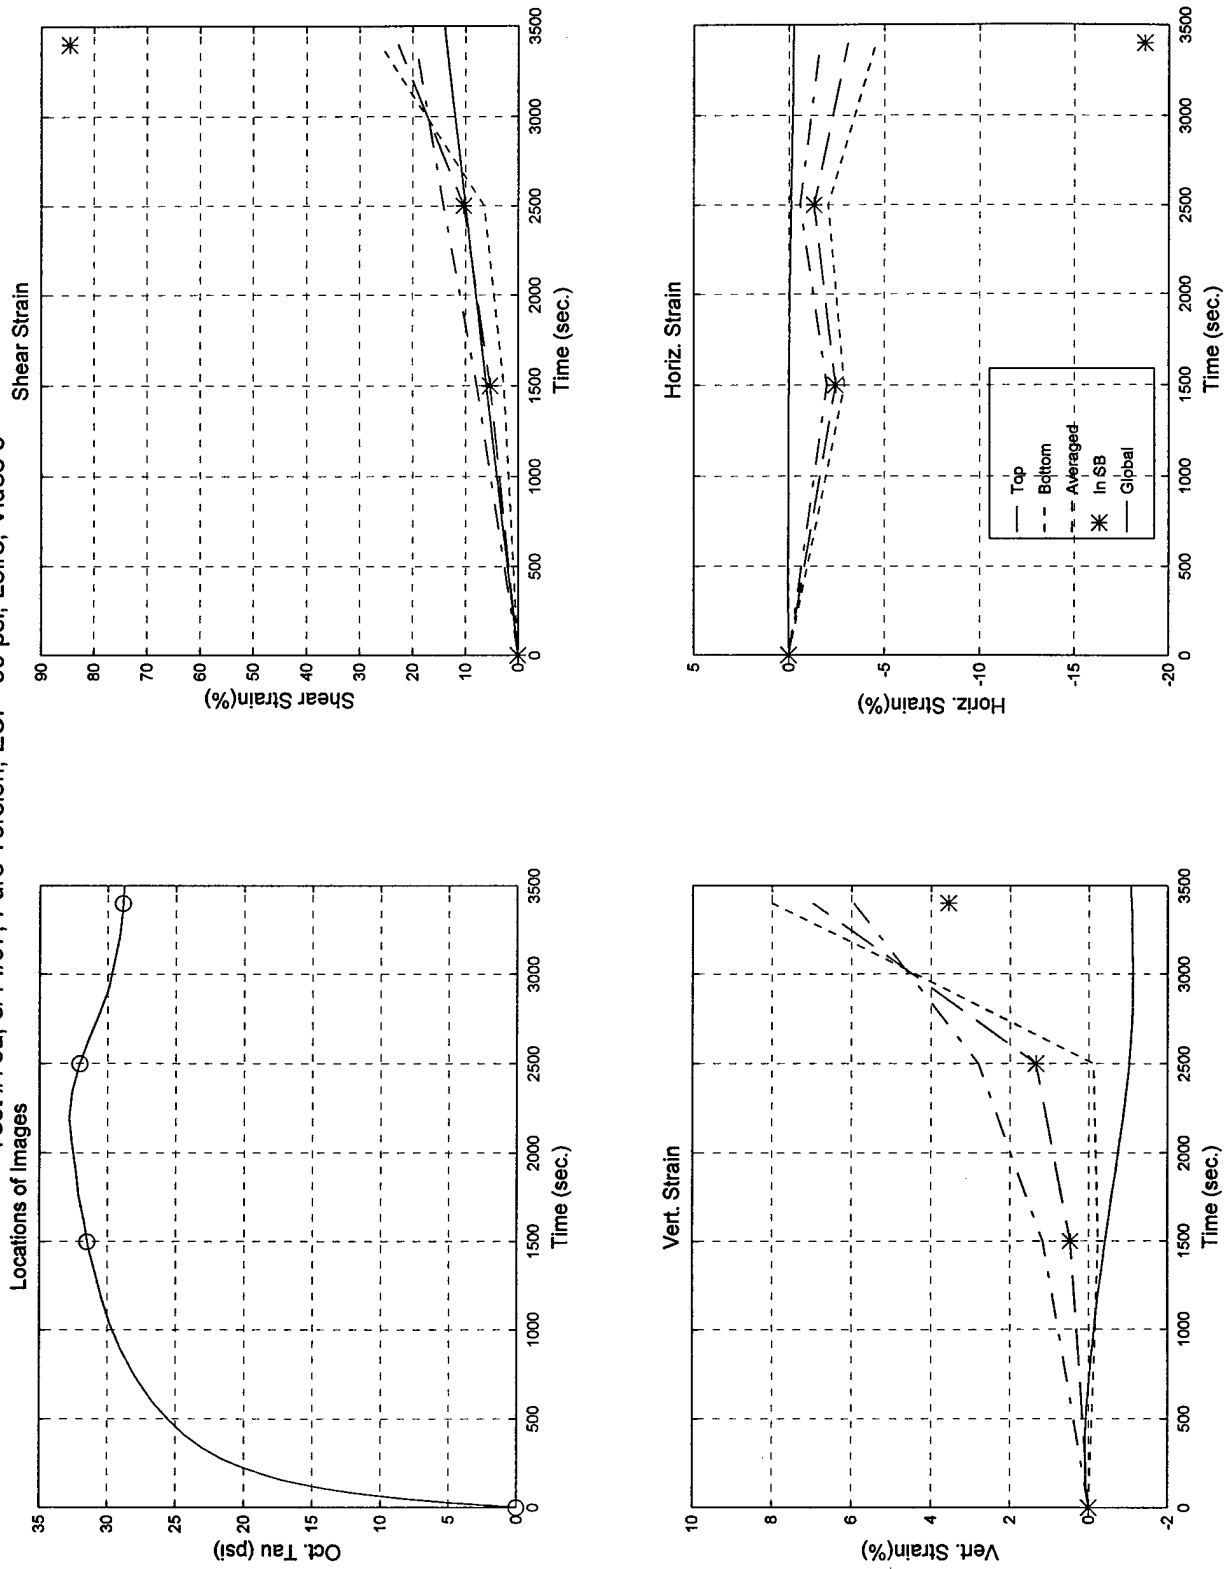 Locations of Images
Oct. Tau (psi)
35
30
25
20
15
10
5
0
0 500 1000 1500 2000 2500 3000 3500
Time (sec.)
Shear Strain
Shear Strain(%)
90
80
70
60
50
40
30
20
10
0
0 500 1000 1500 2000 2500 3000 3500
Time (sec.)
Vert. Strain
Vert. Strain(%)
10
8
6
4
2
0
-2
0 500 1000 1500 2000 2500 3000 3500
Time (sec.)
Horiz. Strain
Horiz. Strain(%)
5
0
-5
-10
-15
-20
0 500 1000 1500 2000 2500 3000 3500
Time (sec.)
Top
Bottom
Averaged
In SB
Global